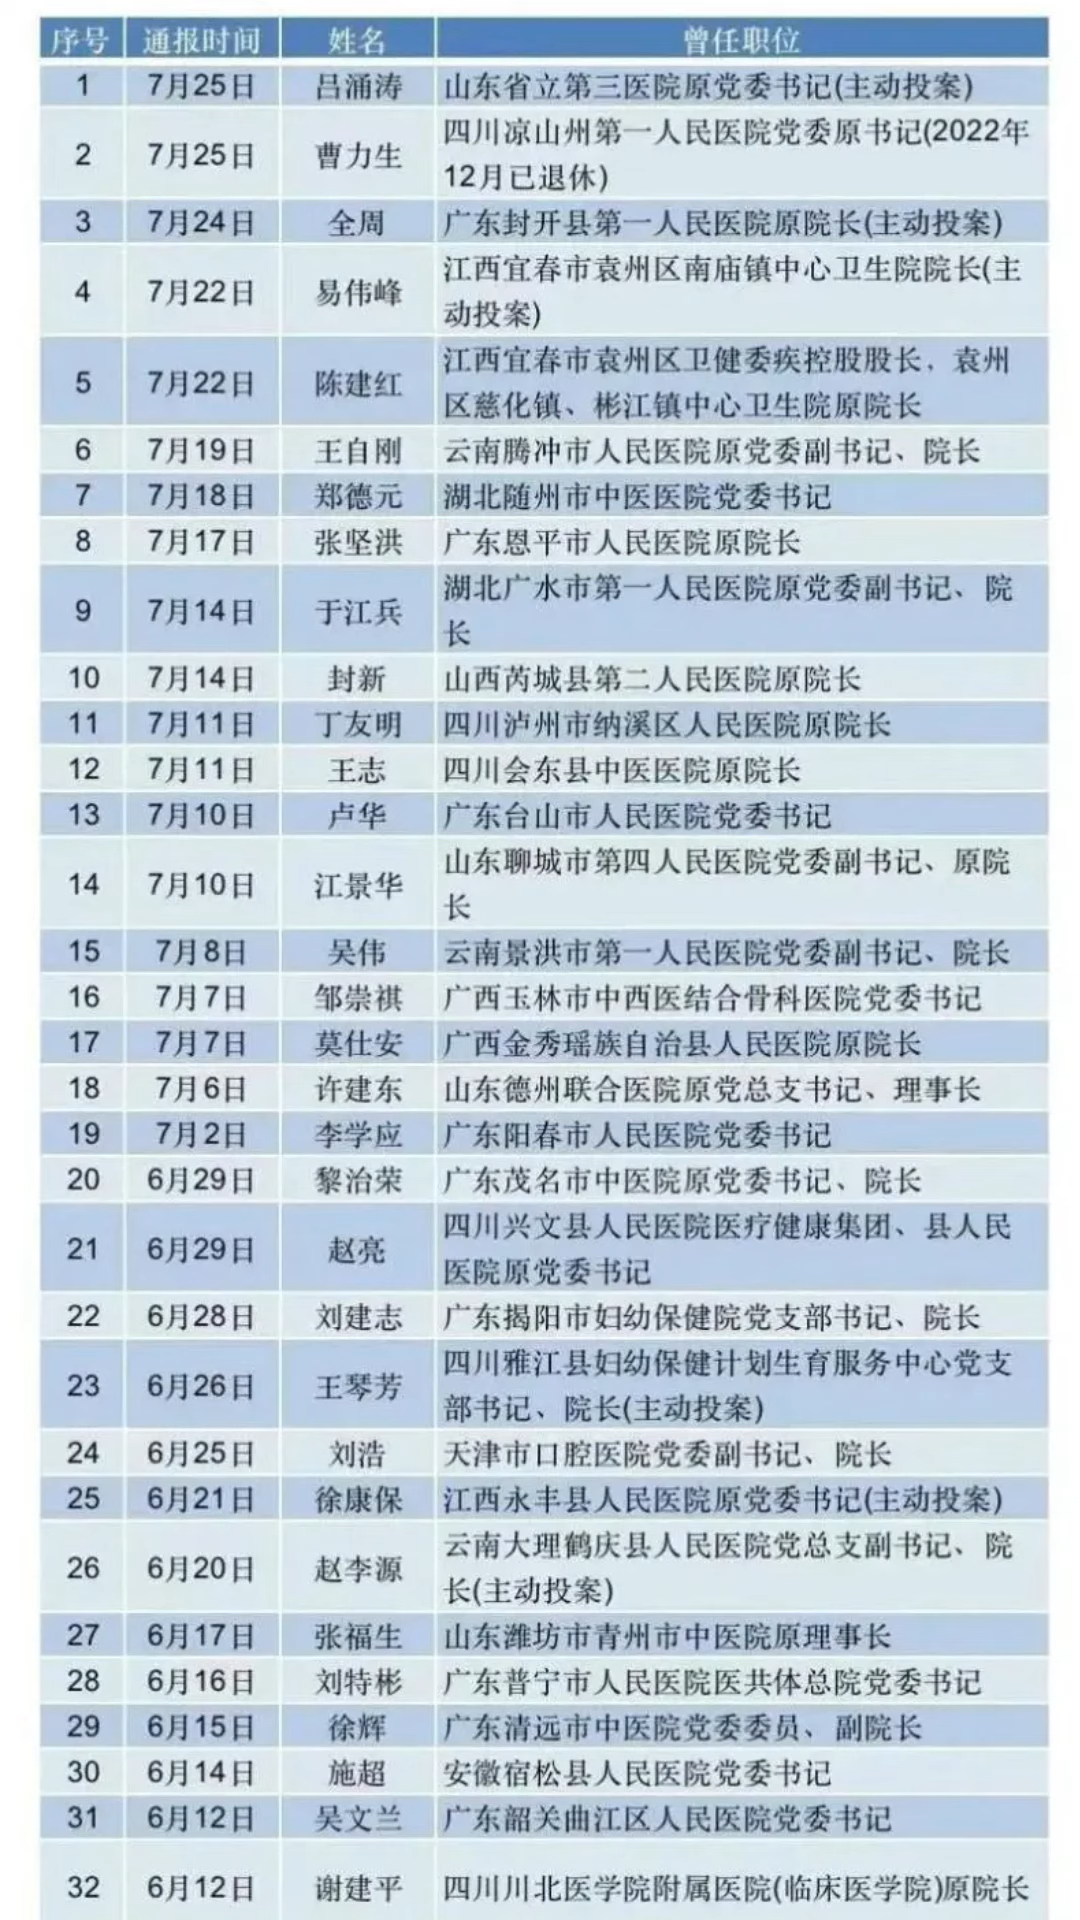 序号 通报时间 姓名 曾任职位
1 7月25日 吕涌涛 山东省立第三医院原党委书记(主动投案)
2 7月25日 曹力生 四川凉山州第一人民医院党委原书记(2022年
12月已退休)
3 7月24日 全周 广东封开县第一人民医院原院长(主动投案)
4 7月22日 易伟峰 江西宜春市袁州区南庙镇中心卫生院院长(主
动投案)
5 7月22日 陈建红 江西宜春市袁州区卫健委疾控股股长，袁州
区慈化镇、彬江镇中心卫生院原院长
6 7月19日 王自刚 云南腾冲市人民医院原党委副书记、院长
7 7月18日 郑德元 湖北随州市中医医院党委书记
8 7月17日 张坚洪 广东恩平市人民医院原院长
9 7月14日 于江兵 湖北广水市第一人民医院原党委副书记、院
长
10 7月14日 封新 山西芮城县第二人民医院原院长
11 7月11日 丁友明 四川泸州市纳溪区人民医院原院长
12 7月11日 王志 四川会东县中医医院原院长
13 7月10日 卢华 广东台山市人民医院党委书记
14 7月10日 江景华 山东聊城市第四人民医院党委副书记、原院
长
15 7月8日 吴伟 云南景洪市第一人民医院党委副书记、院长
16 7月7日 邹崇祺 广西玉林市中西医结合骨科医院党委书记
17 7月7日 莫仕安 广西金秀瑶族自治县人民医院原院长
18 7月6日 许建东 山东德州联合医院原党总支书记、理事长
19 7月2日 李学应 广东阳春市人民医院党委书记
20 6月29日 黎治荣 广东茂名市中医院原党委书记、院长
21 6月29日 赵亮 四川兴文县人民医院医疗健康集团、县人民
医院原党委书记
22 6月28日 刘建志 广东揭阳市妇幼保健院党支部书记、院长
23 6月26日 王琴芳 四川雅江县妇幼保健计划生育服务中心党支
部书记、院长(主动投案)
24 6月25日 刘浩 天津市口腔医院党委副书记、院长
25 6月21日 徐康保 江西永丰县人民医院原党委书记(主动投案)
26 6月20日 赵李源 云南大理鹤庆县人民医院党总支副书记、院
长(主动投案)
27 6月17日 张福生 山东潍坊市青州市中医院原理事长
28 6月16日 刘特彬 广东普宁市人民医院医共体总院党委书记
29 6月15日 徐辉 广东清远市中医院党委委员、副院长
30 6月14日 施超 安徽宿松县人民医院党委书记
31 6月12日 吴文兰 广东韶关曲江区人民医院党委书记
32 6月12日 谢建平 四川川北医学院附属医院(临床医学院)原院长